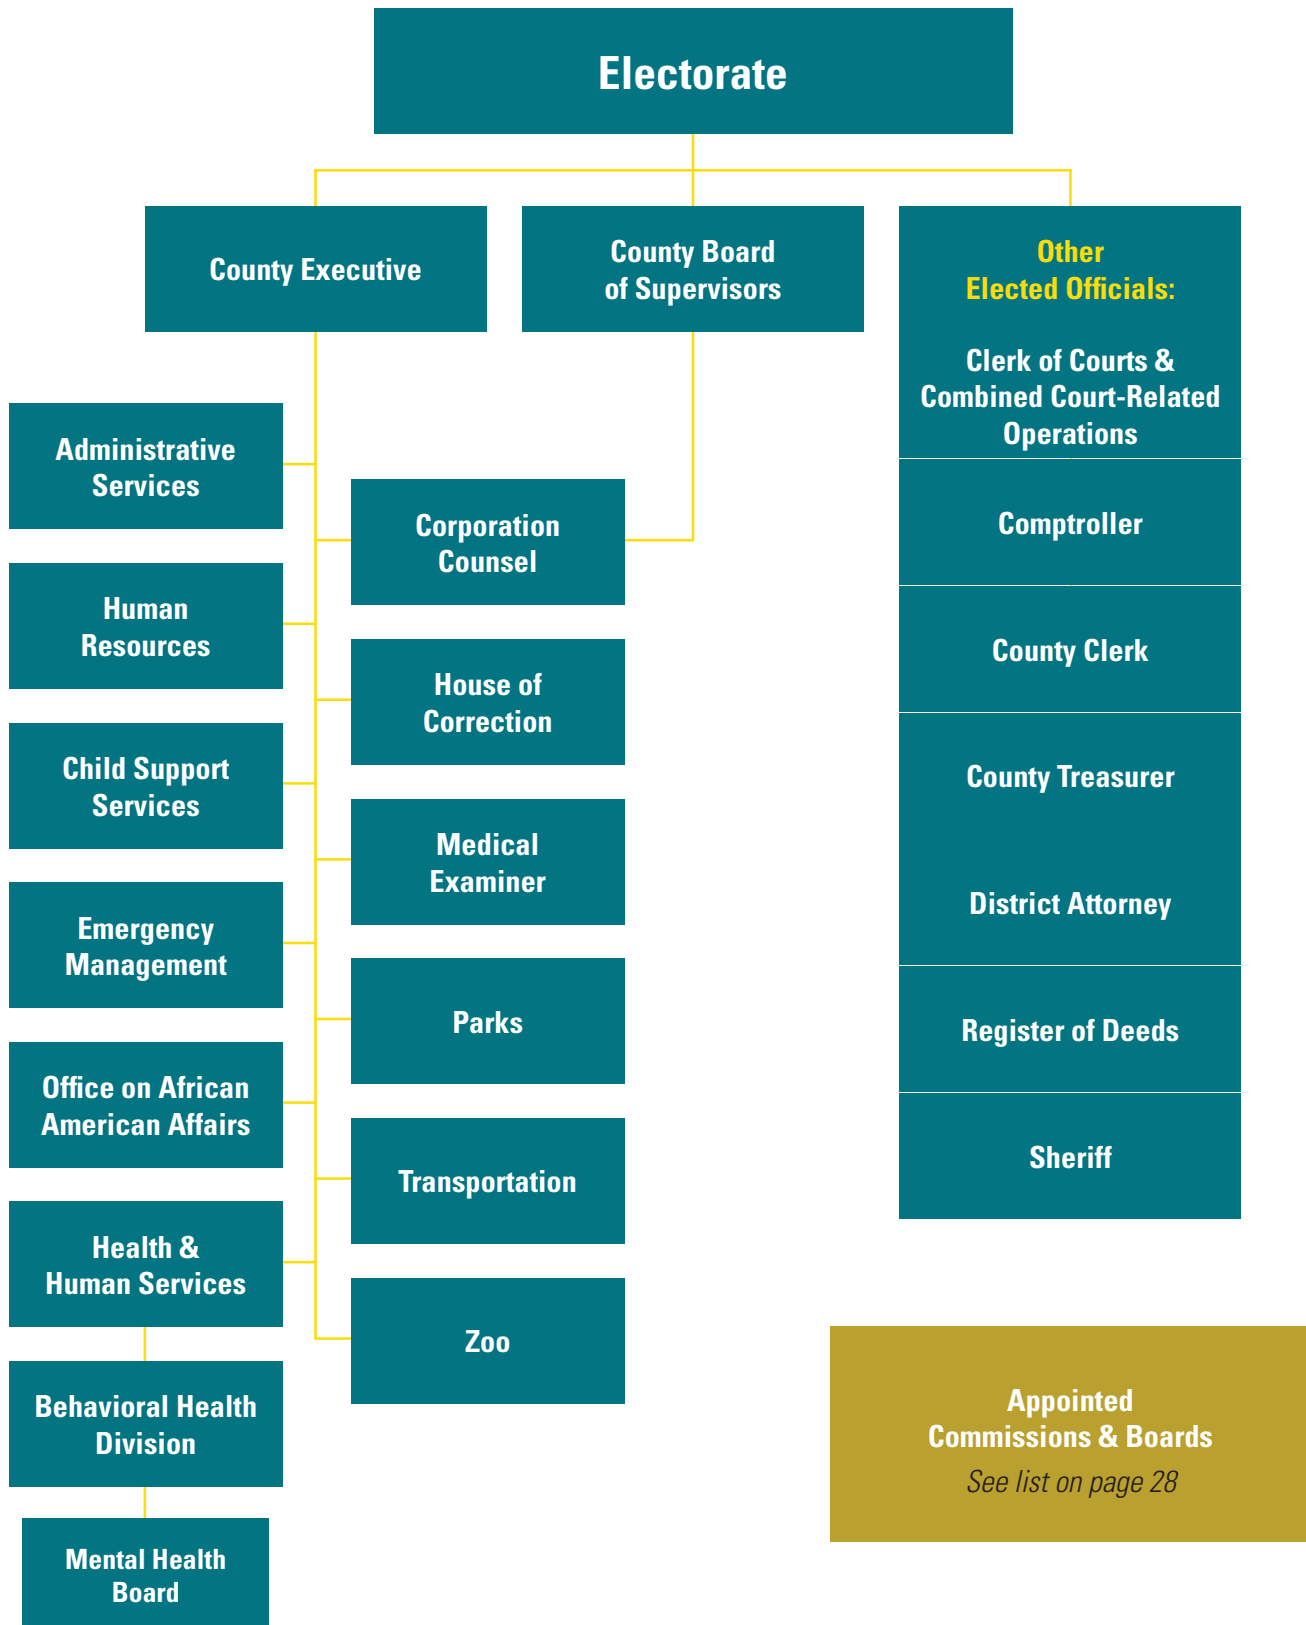 Electorate
County Executive
County Board
of Supervisors
Other
Elected Officials:
Clerk of Courts &
Combined Court-Related
Operations
Comptroller
County Clerk
County Treasurer
District Attorney
Register of Deeds
Sheriff
Administrative
Services
Human
Resources
Child Support
Services
Emergency
Management
Office on African
American Affairs
Health &
Human Services
Behavioral Health
Division
Mental Health
Board
Corporation
Counsel
House of
Correction
Medical
Examiner
Parks
Transportation
Zoo
Appointed
Commissions & Boards
See list on page 28